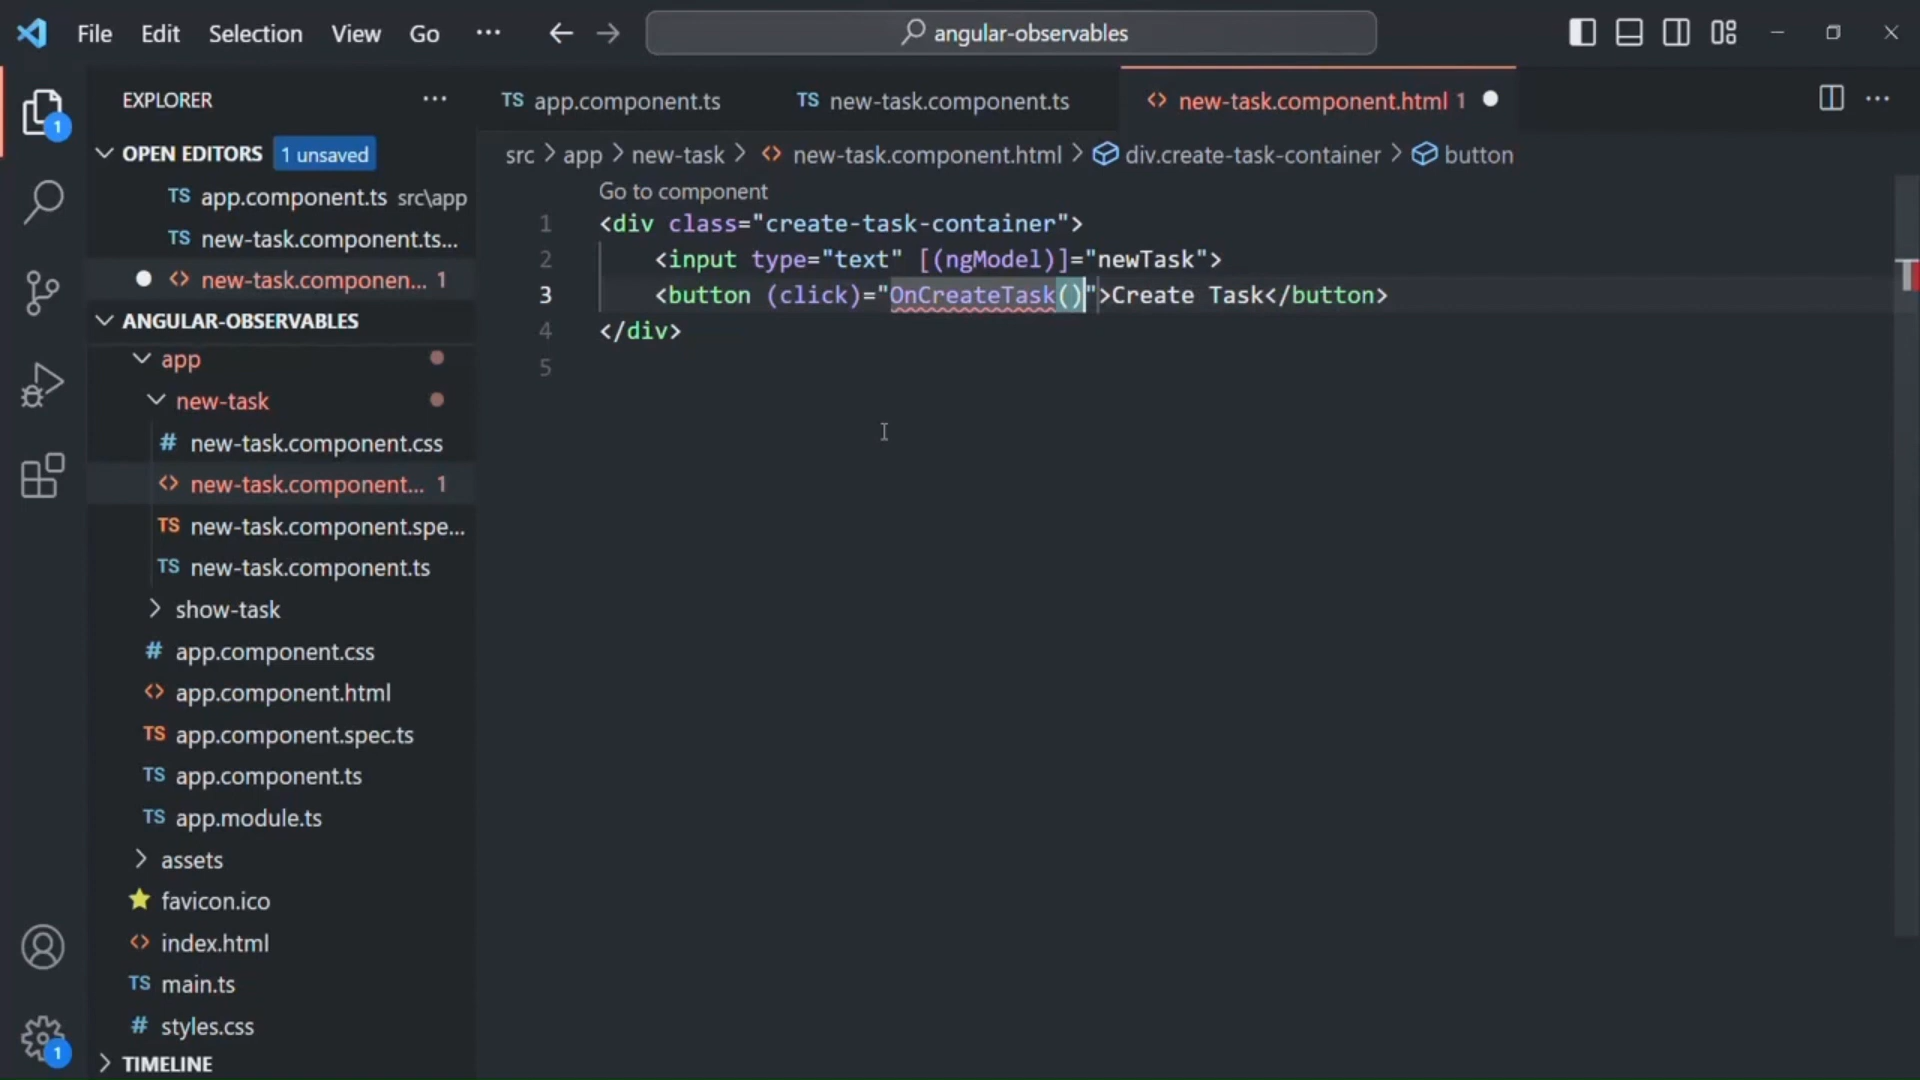 File Edit Selection View Go ··· angular-observables
EXPLORER ···
OPEN EDITORS 1 unsaved
TS app.component.ts src\app
TS new-task.component.ts...
<> new-task.componen... 1
ANGULAR-OBSERVABLES
app
new-task
# new-task.component.css
<> new-task.component... 1
TS new-task.component.spe...
TS new-task.component.ts
show-task
# app.component.css
<> app.component.html
TS app.component.spec.ts
TS app.component.ts
TS app.module.ts
assets
favicon.ico
<> index.html
TS main.ts
# styles.css
TIMELINE
1
1
TS app.component.ts TS new-task.component.ts <> new-task.component.html 1 ···
src > app > new-task > <> new-task.component.html > div.create-task-container > button
Go to component
1 <div class="create-task-container">
2 <input type="text" [(ngModel)]="newTask">
3 <button (click)="OnCreateTask()">Create Task</button>
4 </div>
5